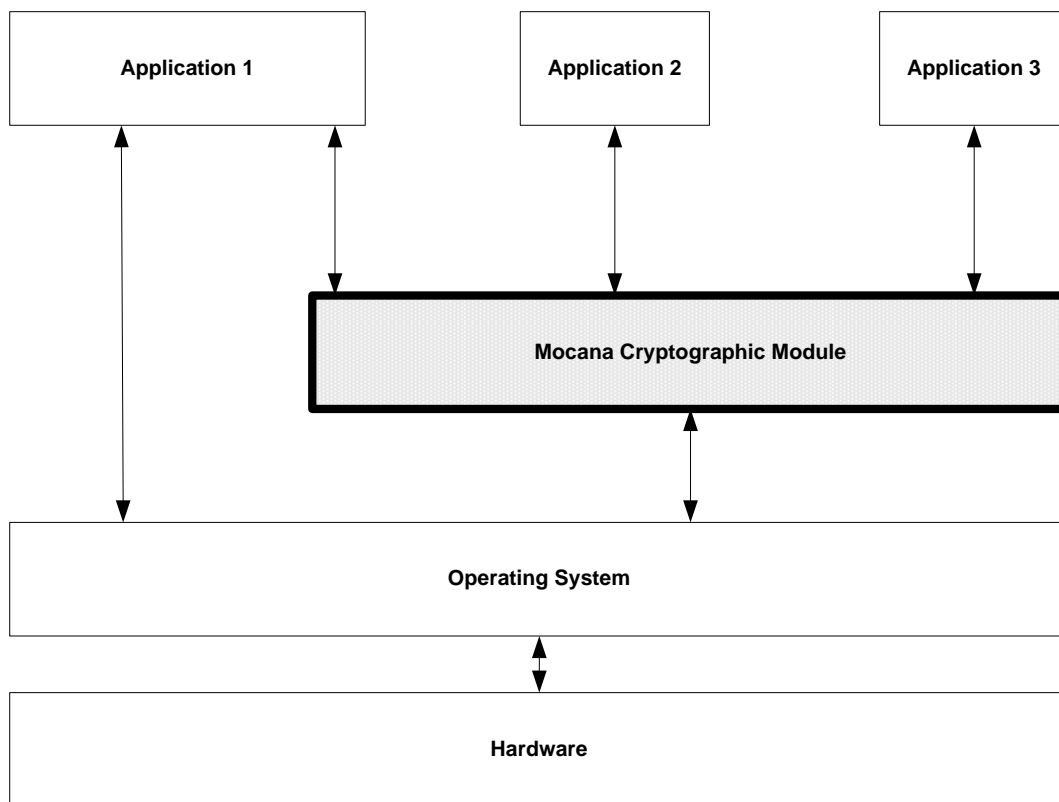 Application 1
Application 2
Application 3
Mocana Cryptographic Module
Operating System
Hardware